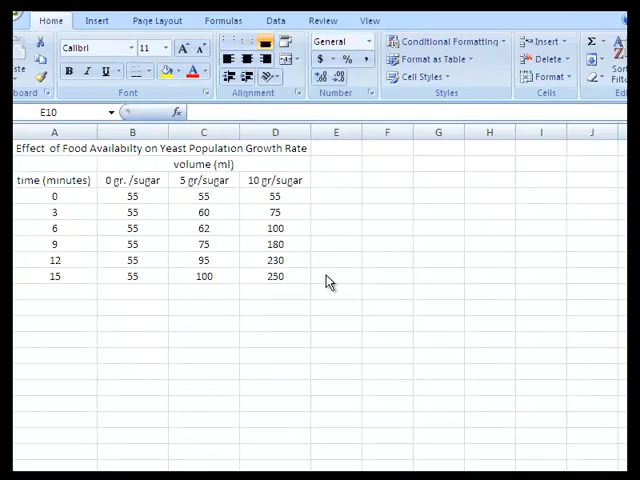 Home Insert Page Layout Formulas Data Review View
Calibri 11 A A General Conditional Formatting Insert Σ
ste B I U A $ % , Format as Table Delete Sort
Cell Styles Format Filte
Font Alignment Number Styles Cells
E10 fx
A B C D E F G H I J
Effect of Food Availabilty on Yeast Population Growth Rate
volume (ml)
time (minutes) 0 gr. /sugar 5 gr/sugar 10 gr/sugar
0 55 55 55
3 55 60 75
6 55 62 100
9 55 75 180
12 55 95 230
15 55 100 250